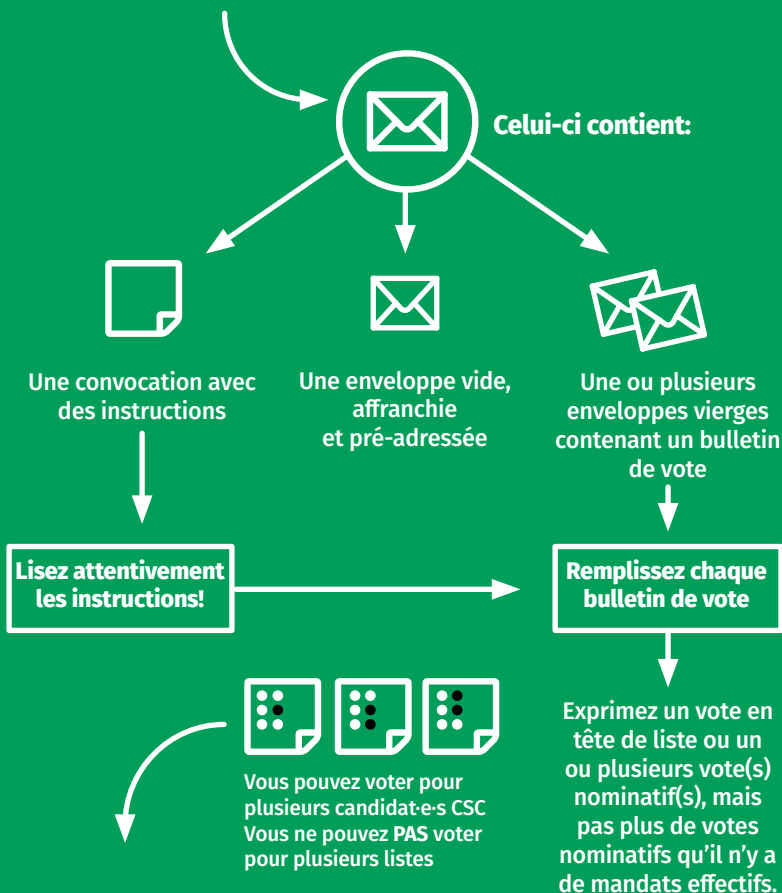 Celui-ci contient:
Une convocation avec
des instructions
Une enveloppe vide,
affranchie
et pré-adressée
Une ou plusieurs
enveloppes vierges
contenant un bulletin
de vote
Lisez attentivement
les instructions!
Remplissez chaque
bulletin de vote
Vous pouvez voter pour
plusieurs candidat·e·s CSC
Vous ne pouvez PAS voter
pour plusieurs listes
Exprimez un vote en
tête de liste ou un
ou plusieurs vote(s)
nominatif(s), mais
pas plus de votes
nominatifs qu’il n’y a
de mandats effectifs.